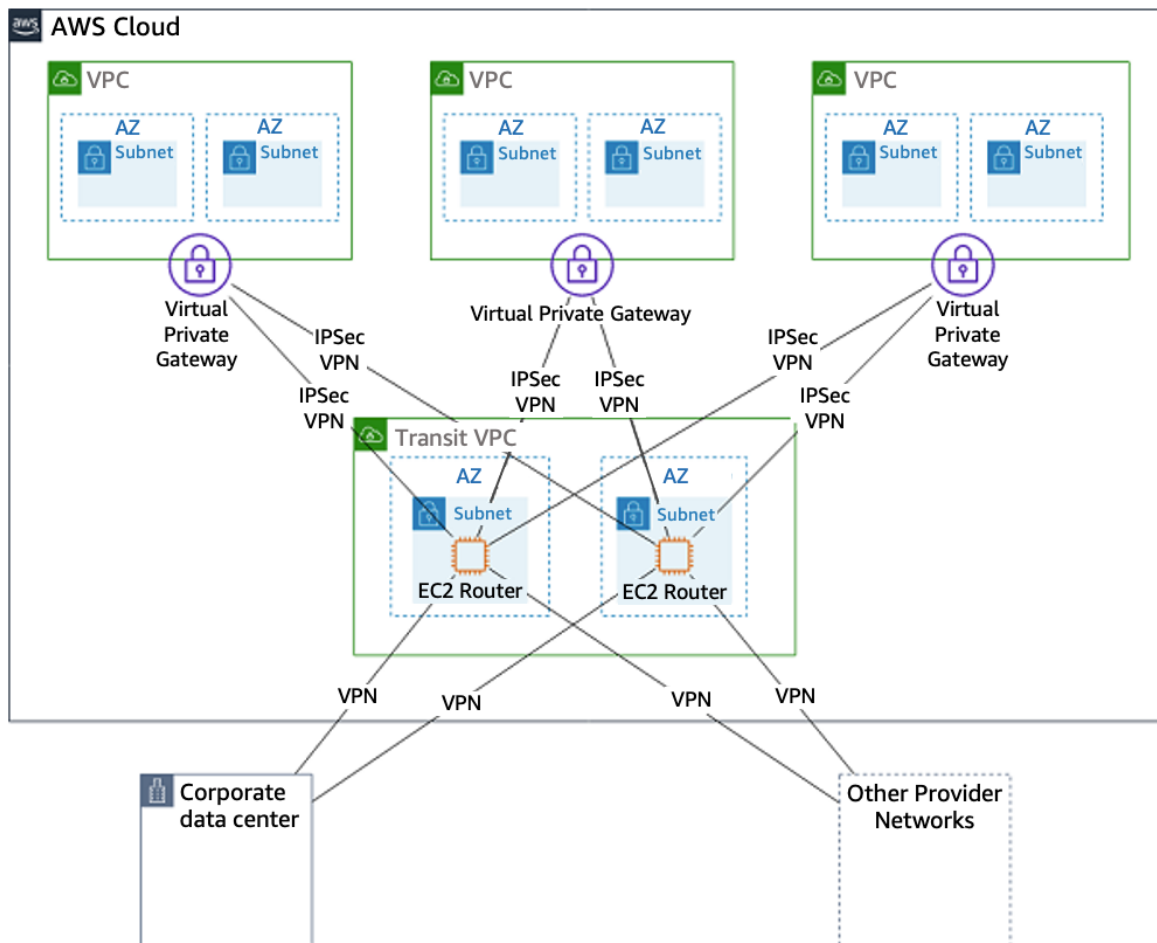 aws
AWS Cloud
VPC
AZ
Subnet
AZ
Subnet
VPC
AZ
Subnet
AZ
Subnet
VPC
AZ
Subnet
AZ
Subnet
Virtual
Private
Gateway
Virtual Private Gateway
Virtual
Private
Gateway
IPSec
VPN
IPSec
VPN
IPSec
VPN
IPSec
VPN
IPSec
VPN
IPSec
VPN
Transit VPC
AZ
Subnet
EC2 Router
AZ
Subnet
EC2 Router
VPN
VPN
VPN
VPN
Corporate
data center
Other Provider
Networks